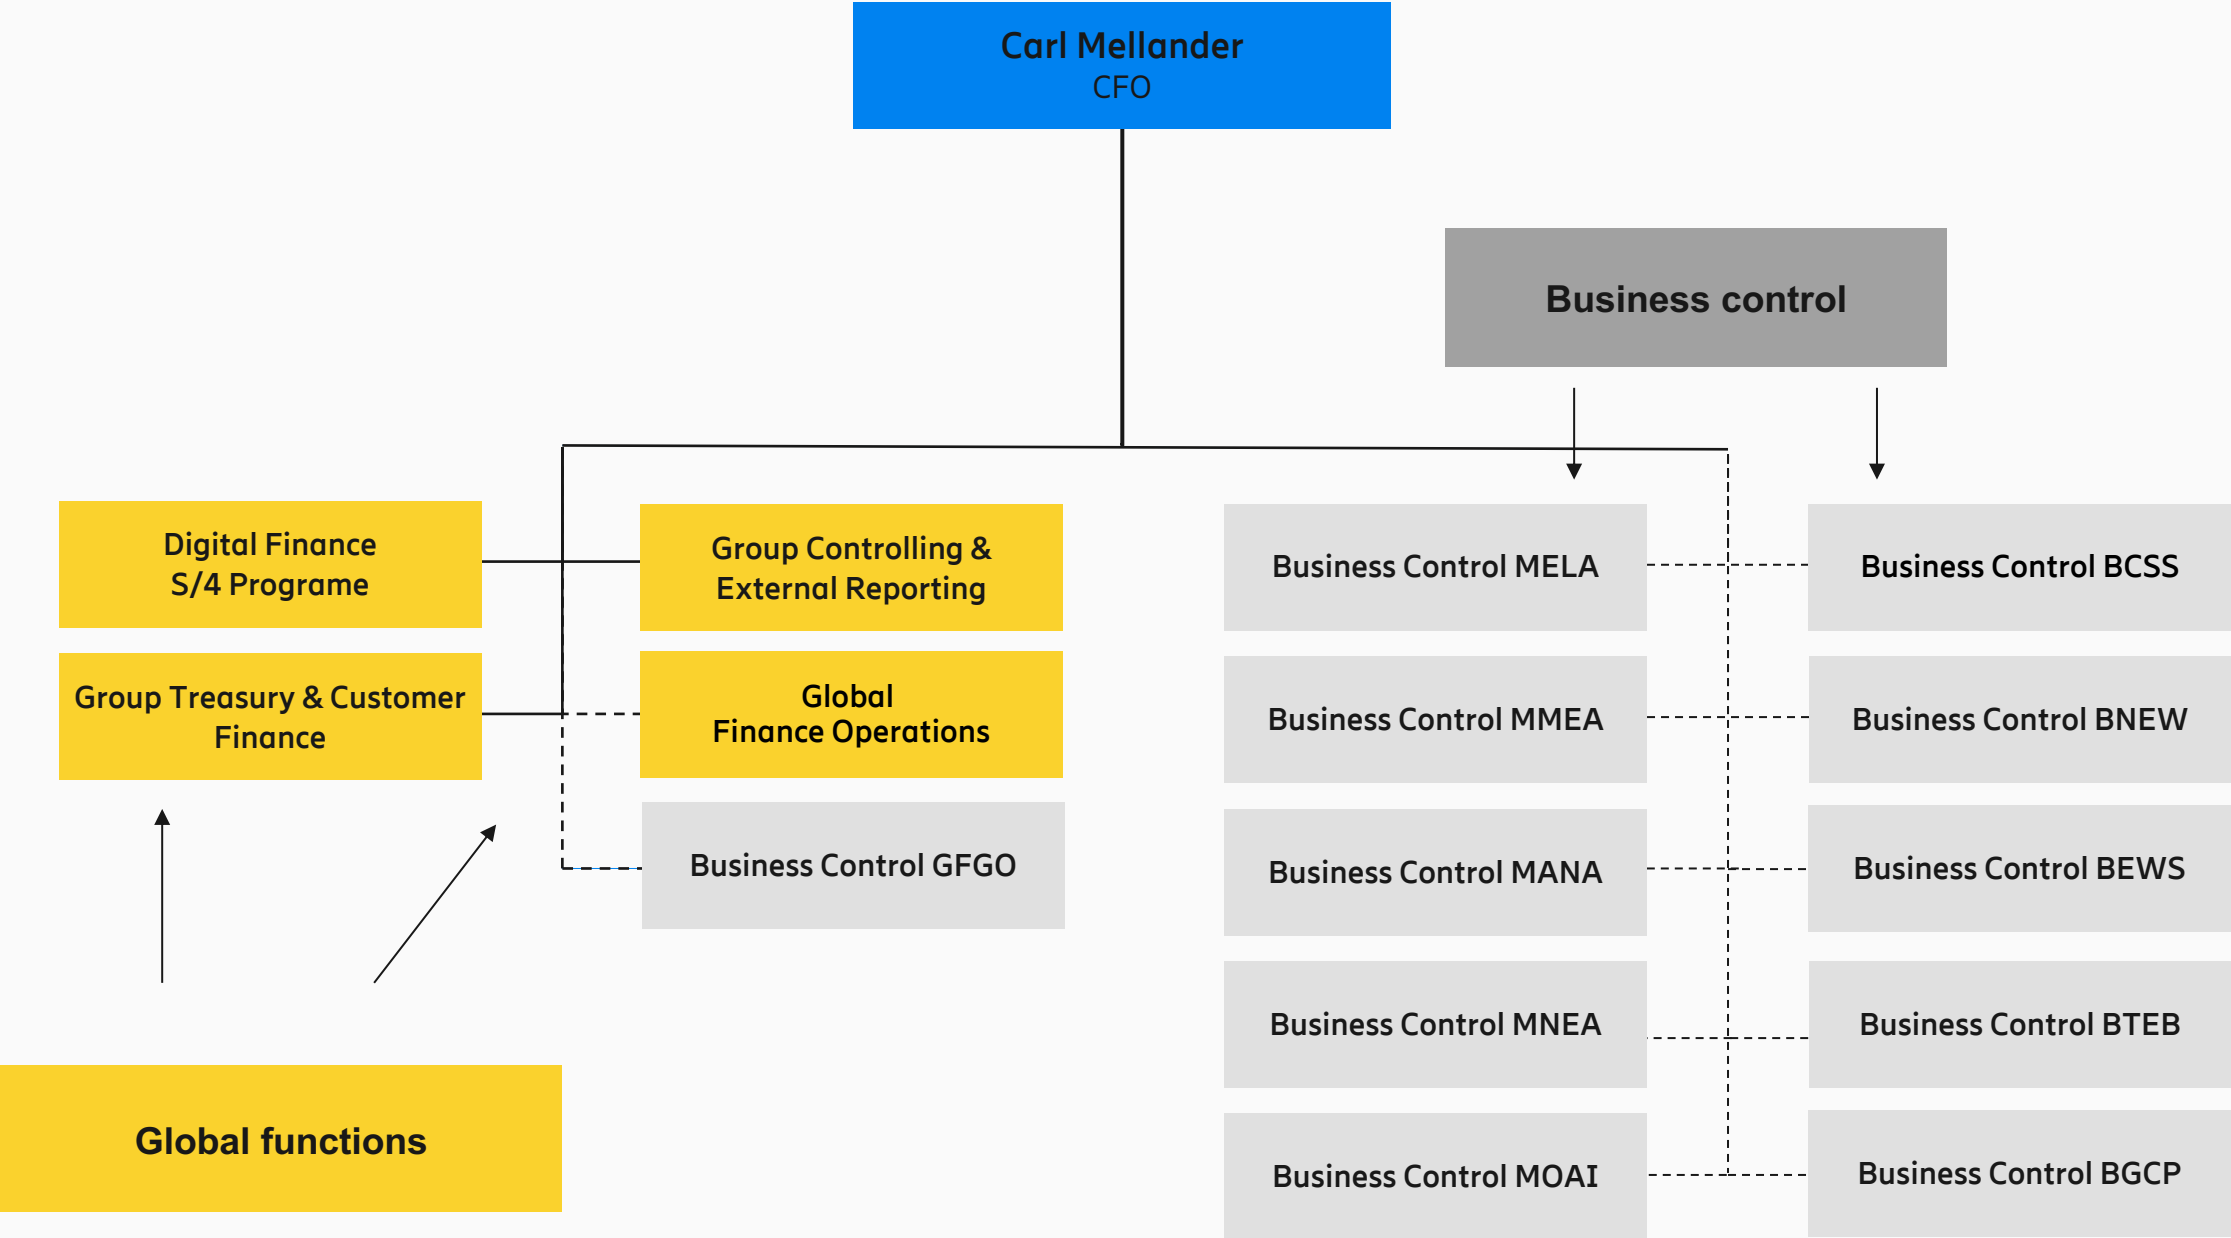 Carl Mellander
CFO
Business control
Digital Finance
S/4 Programe
Group Controlling &
External Reporting
Business Control MELA
Business Control BCSS
Group Treasury & Customer
Finance
Global
Finance Operations
Business Control MMEA
Business Control BNEW
Business Control GFGO
Business Control MANA
Business Control BEWS
Business Control MNEA
Business Control BTEB
Global functions
Business Control MOAI
Business Control BGCP